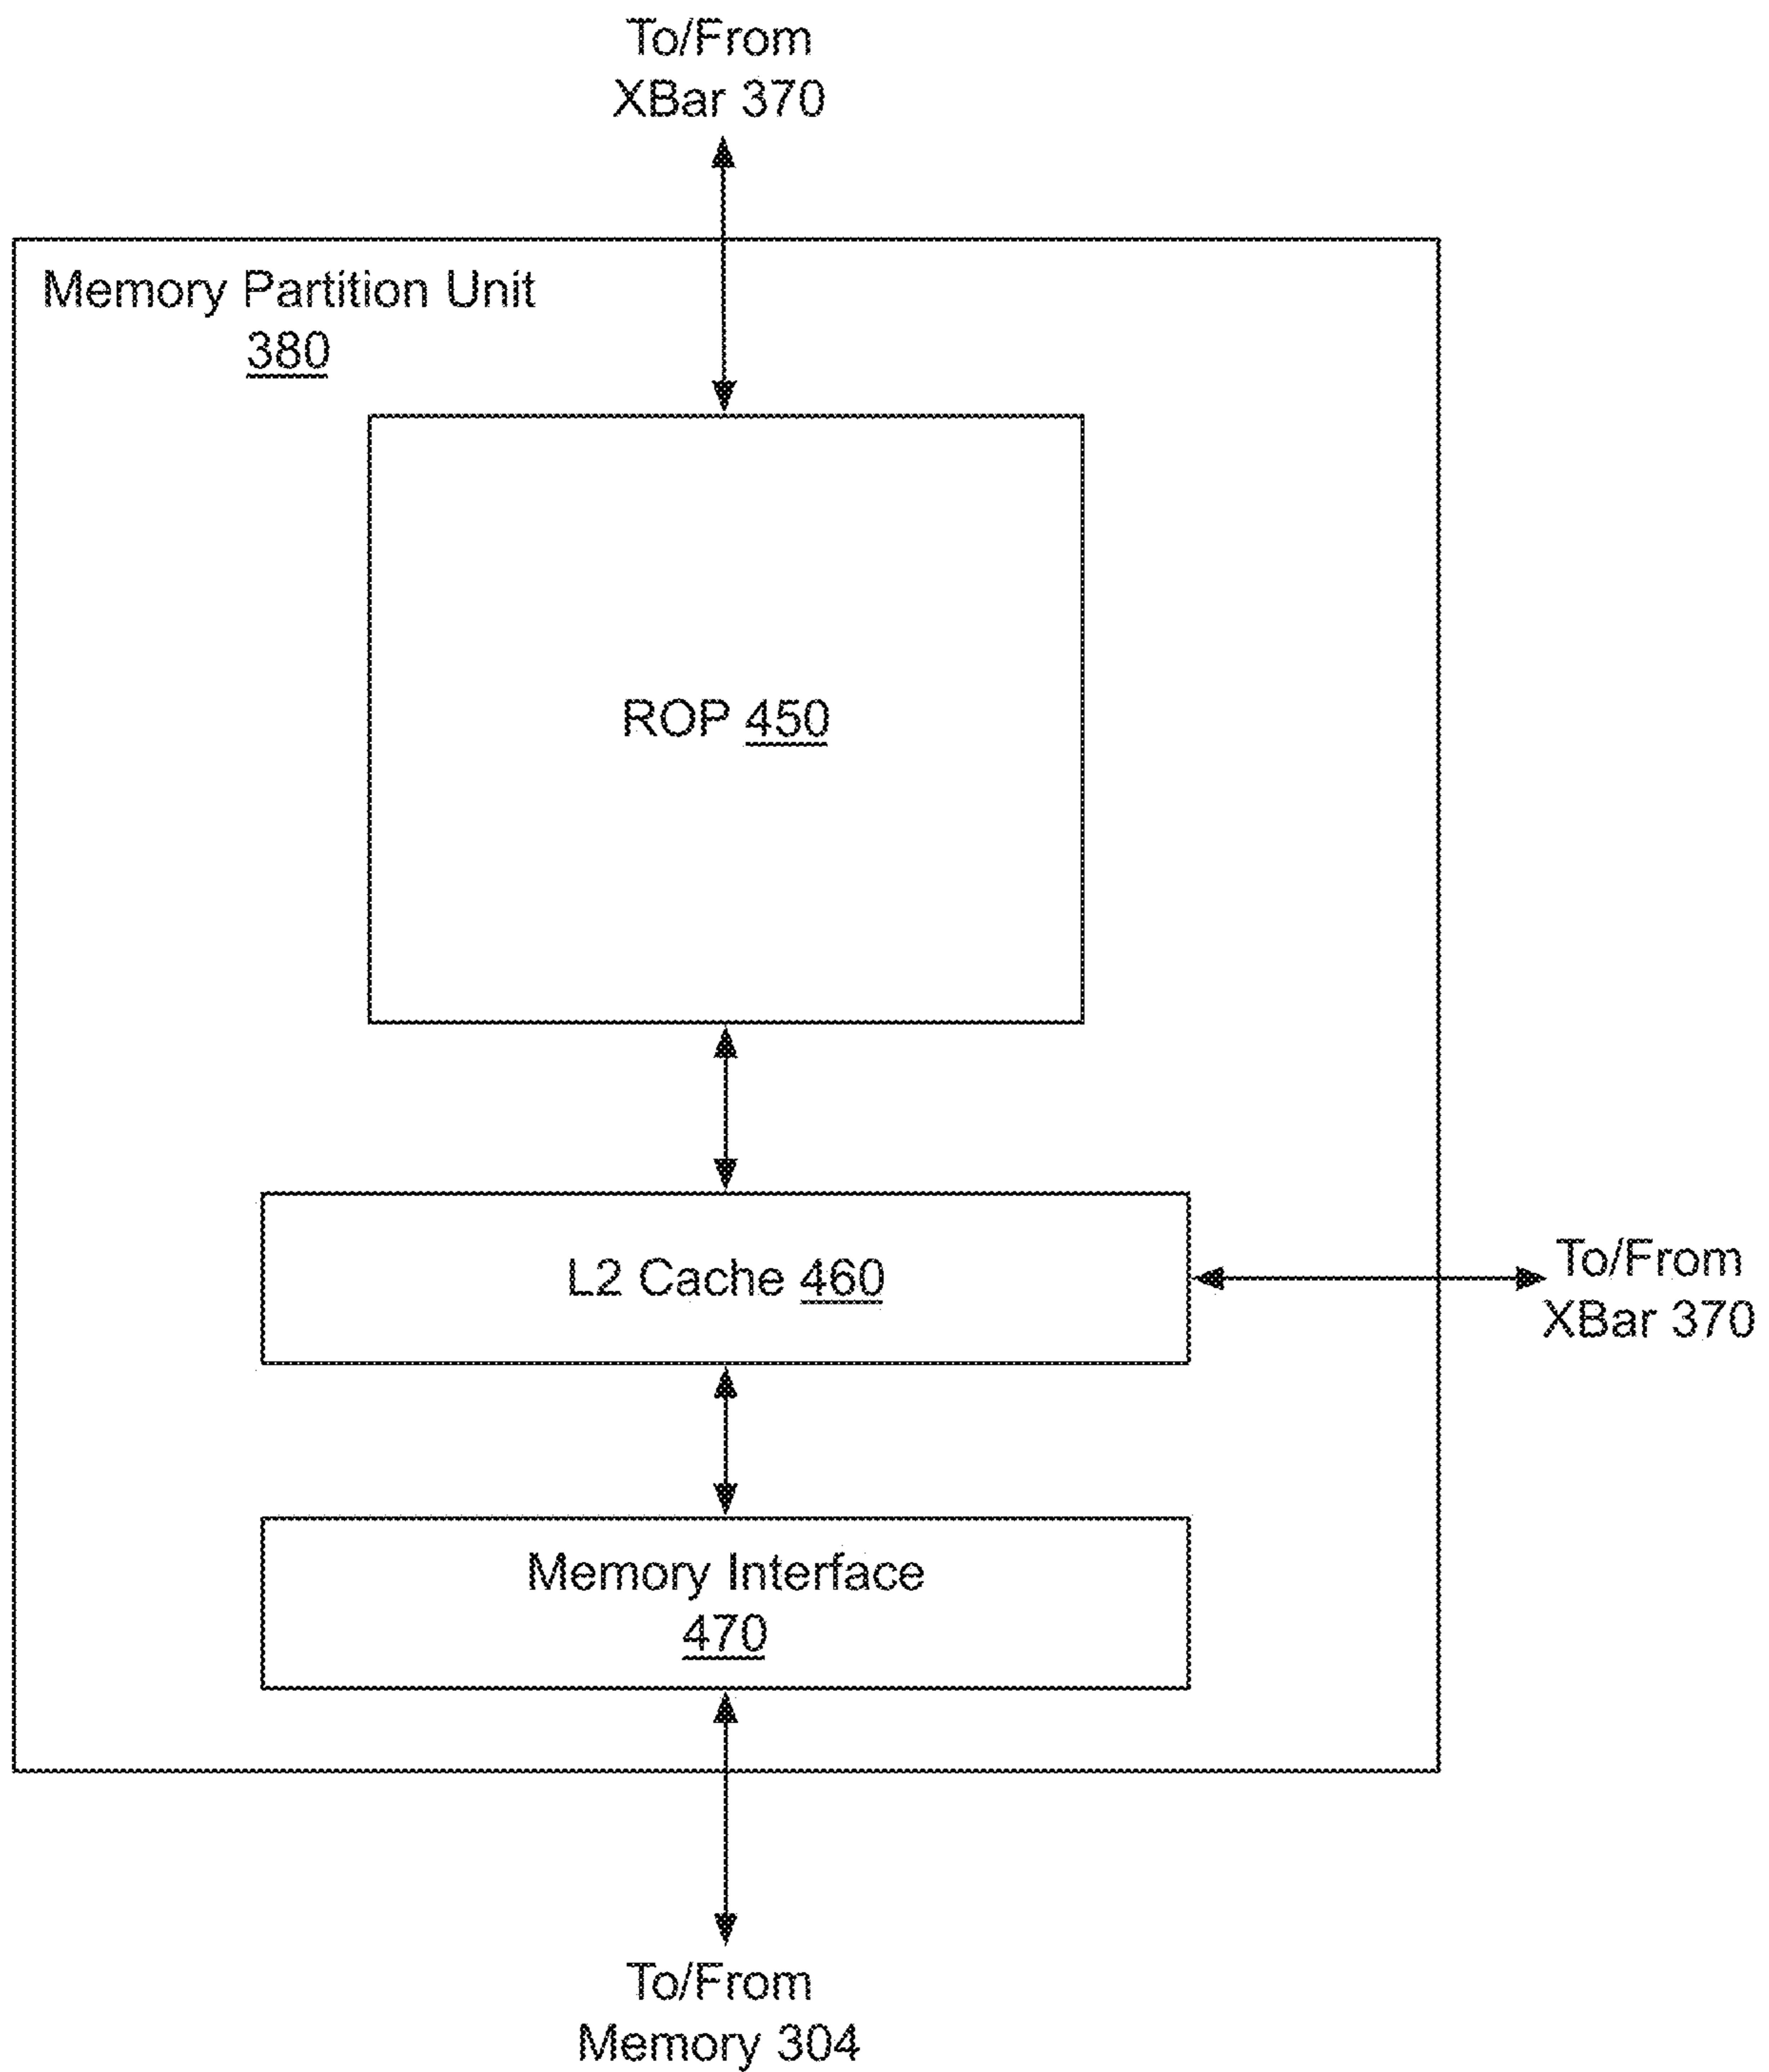 To/From
XBar 370
Memory Partition Unit
380
ROP 450
L2 Cache 460
To/From
XBar 370
Memory Interface
470
To/From
Memory 304